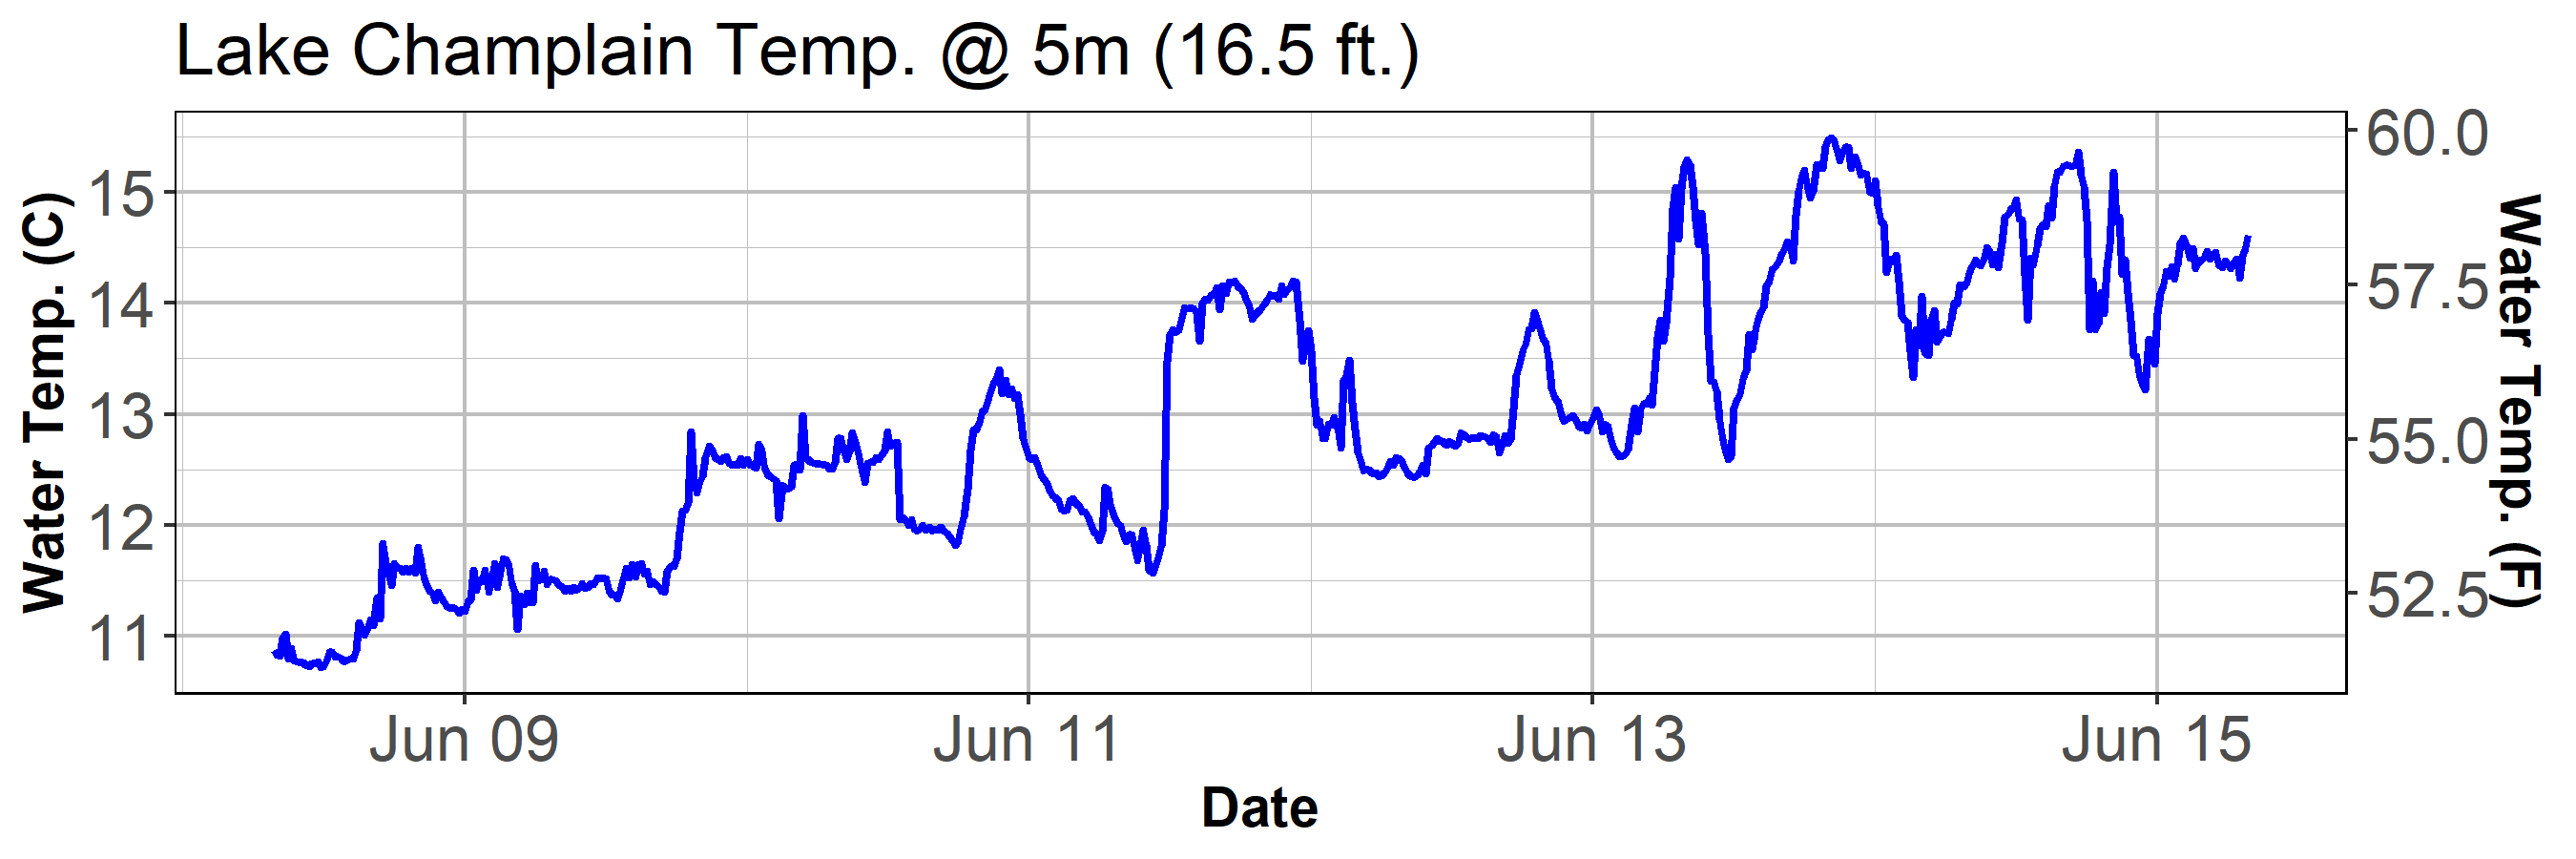 Lake Champlain Temp. @ 5m (16.5 ft.)
Water Temp. (C)
15
14
13
12
11
60.0
57.5
55.0
52.5
Water Temp. (F)
Jun 09
Jun 11
Jun 13
Jun 15
Date